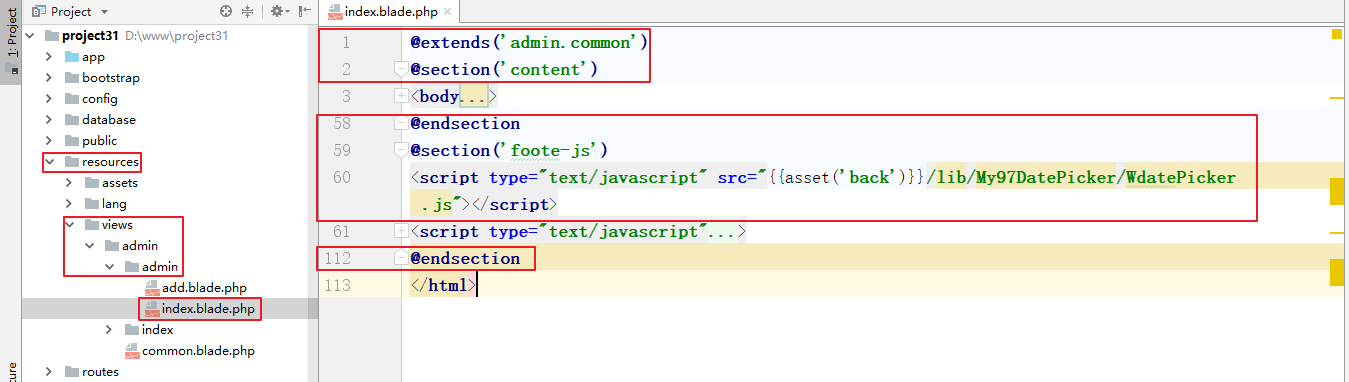 1: Project
Project
index.blade.php
project31 D:\www\project31
app
bootstrap
config
database
public
resources
assets
lang
views
admin
admin
add.blade.php
index.blade.php
index
common.blade.php
routes
1 @extends('admin.common')
2 @section('content')
3 <body...>
58 @endsection
59 @section('foote-js')
60 <script type="text/javascript" src="{{asset('back')}}/lib/My97DatePicker/WdatePicker
.js"></script>
61 <script type="text/javascript"...>
112 @endsection
113 </html>